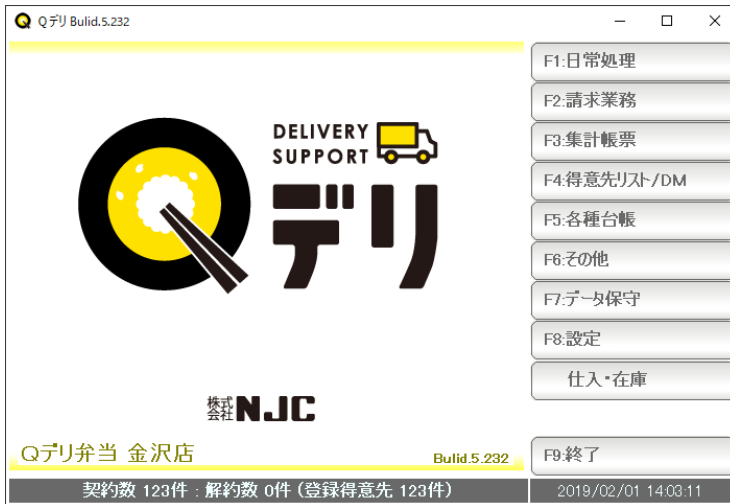 Qデリ Bulid.5.232
F1:日常処理
F2:請求業務
F3:集計帳票
F4:得意先リスト/DM
F5:各種台帳
F6:その他
F7:データ保守
F8:設定
仕入・在庫
F9:終了
DELIVERY
SUPPORT
Qデリ
株式会社NJC
Qデリ弁当 金沢店
Bulid.5.232
契約数 123件 : 解約数 0件 (登録得意先 123件)
2019/02/01 14:03:11